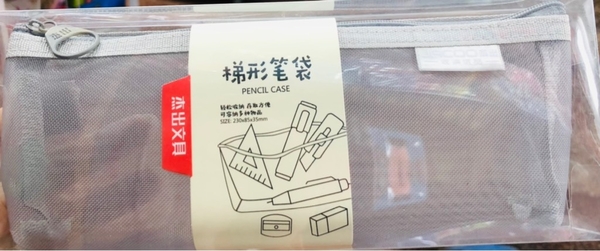 梯形笔袋
PENCIL CASE
轻松收纳 存取方便
可容纳多种物品
SIZE: 230x85x35mm
杰出文具